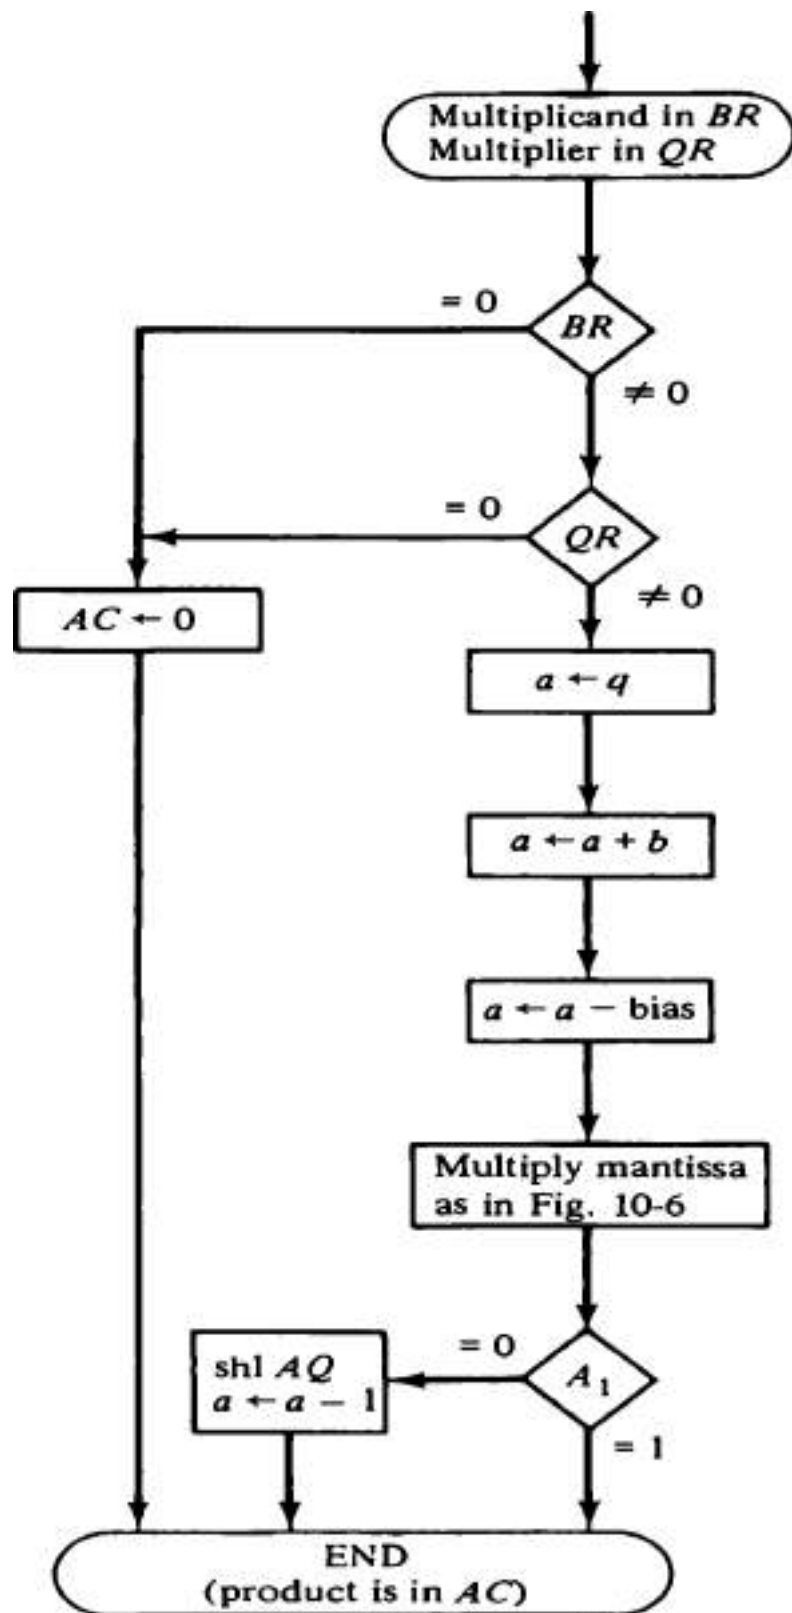 Multiplicand in BR
Multiplier in QR
= 0
BR
≠ 0
= 0
QR
≠ 0
AC ← 0
a ← q
a ← a + b
a ← a − bias
Multiply mantissa
as in Fig. 10-6
= 0
A₁
shl AQ
a ← a − 1
= 1
END
(product is in AC)